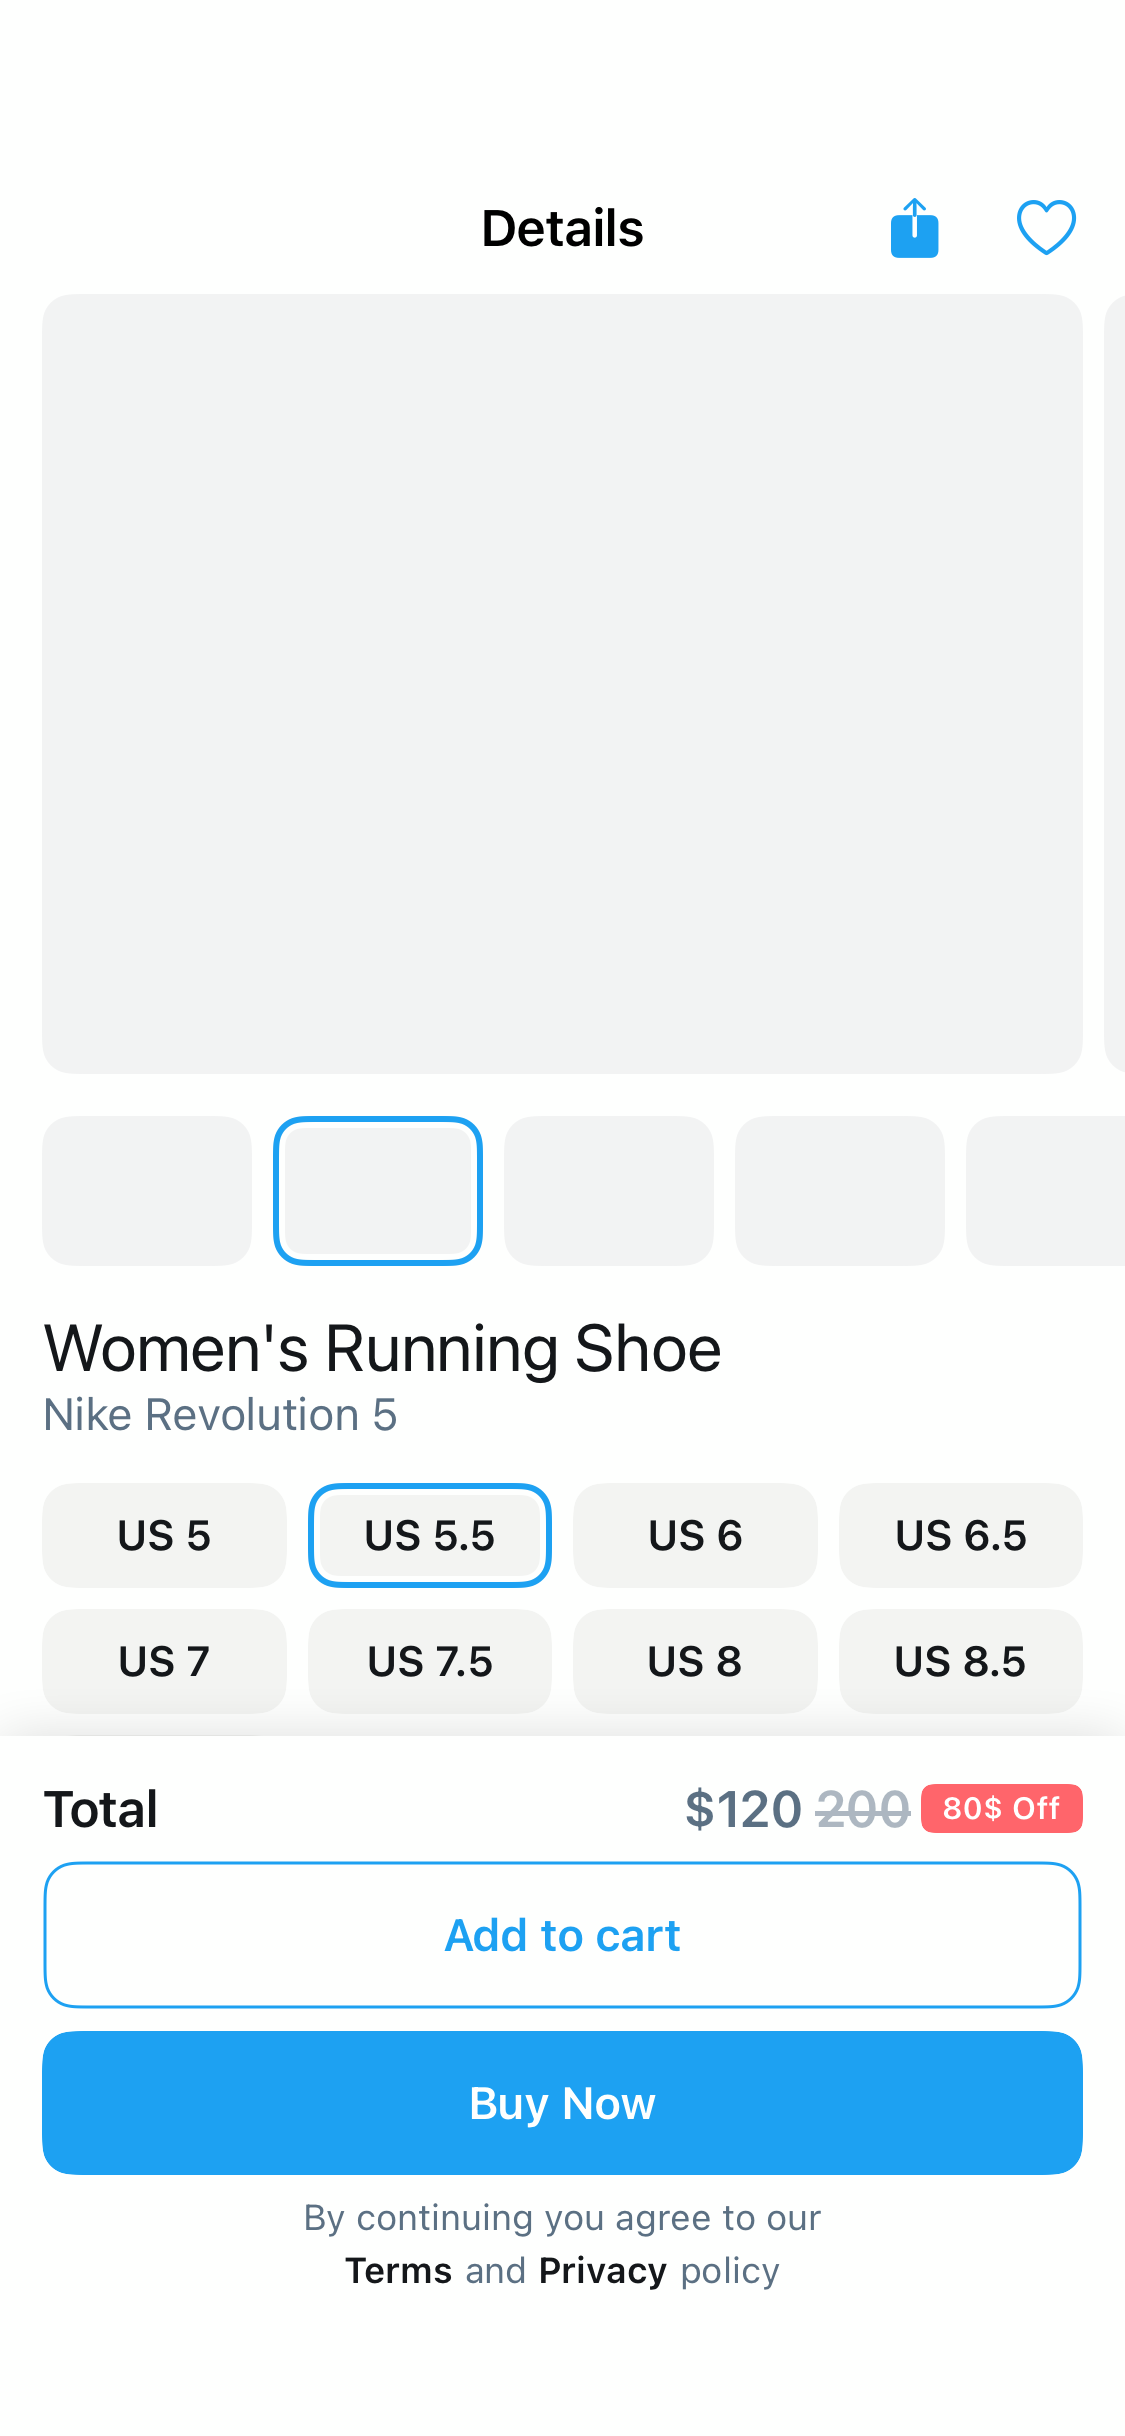 Details
Women's Running Shoe
Nike Revolution 5
US 5 US 5.5 US 6 US 6.5
US 7 US 7.5 US 8 US 8.5
Total $120 200 80$ Off
Add to cart
Buy Now
By continuing you agree to our
Terms and Privacy policy